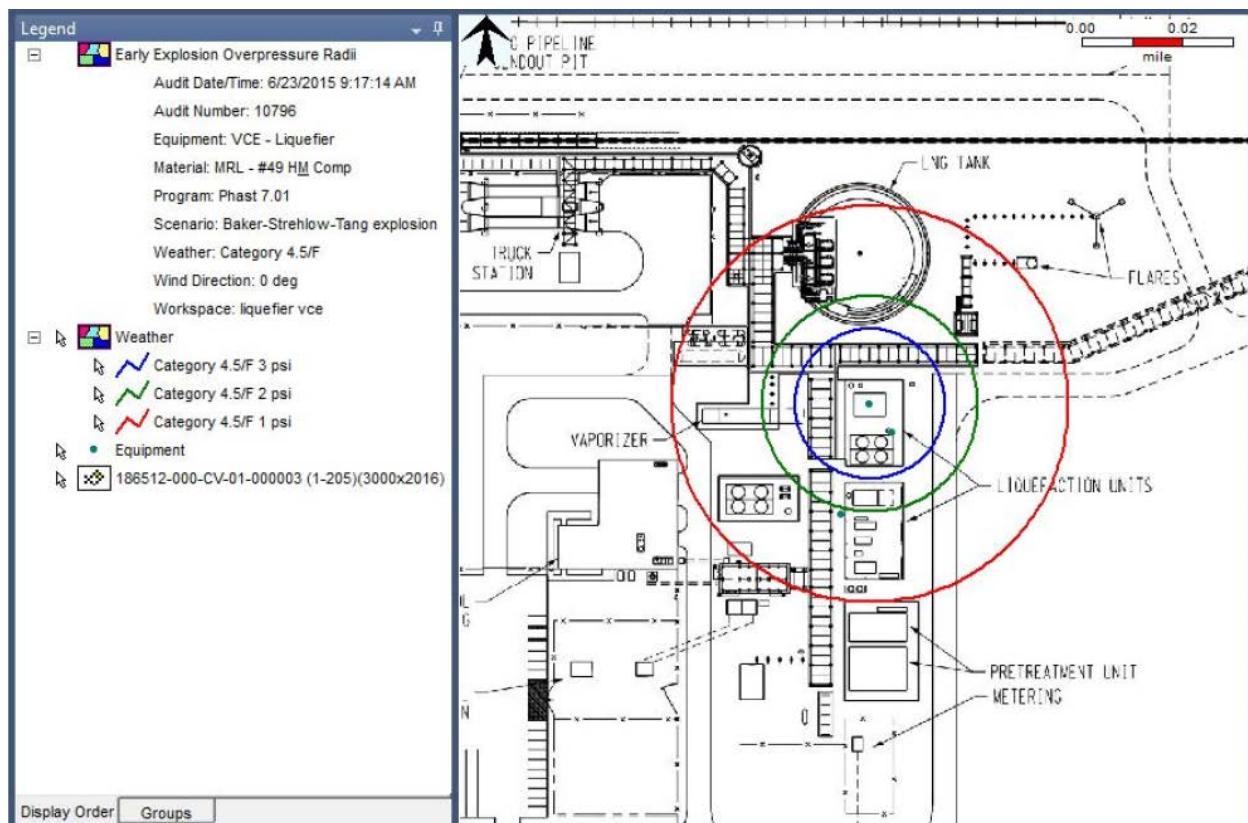 Legend
Early Explosion Overpressure Radii
Audit Date/Time: 6/23/2015 9:17:14 AM
Audit Number: 10796
Equipment: VCE - Liquefier
Material: MRL - #49 HM Comp
Program: Phast 7.01
Scenario: Baker-Strehlow-Tang explosion
Weather: Category 4.5/F
Wind Direction: 0 deg
Workspace: liquefier vce
Weather
Category 4.5/F 3 psi
Category 4.5/F 2 psi
Category 4.5/F 1 psi
Equipment
186512-000-CV-01-000003 (1-205)(3000x2016)
Display Order
Groups
0.00 0.02
mile
PIPELINE
PIT
LNG TANK
TRUCK
STATION
FLARES
VAPORIZER
LIQUEFACTION UNITS
PRETREATMENT UNIT
METERING